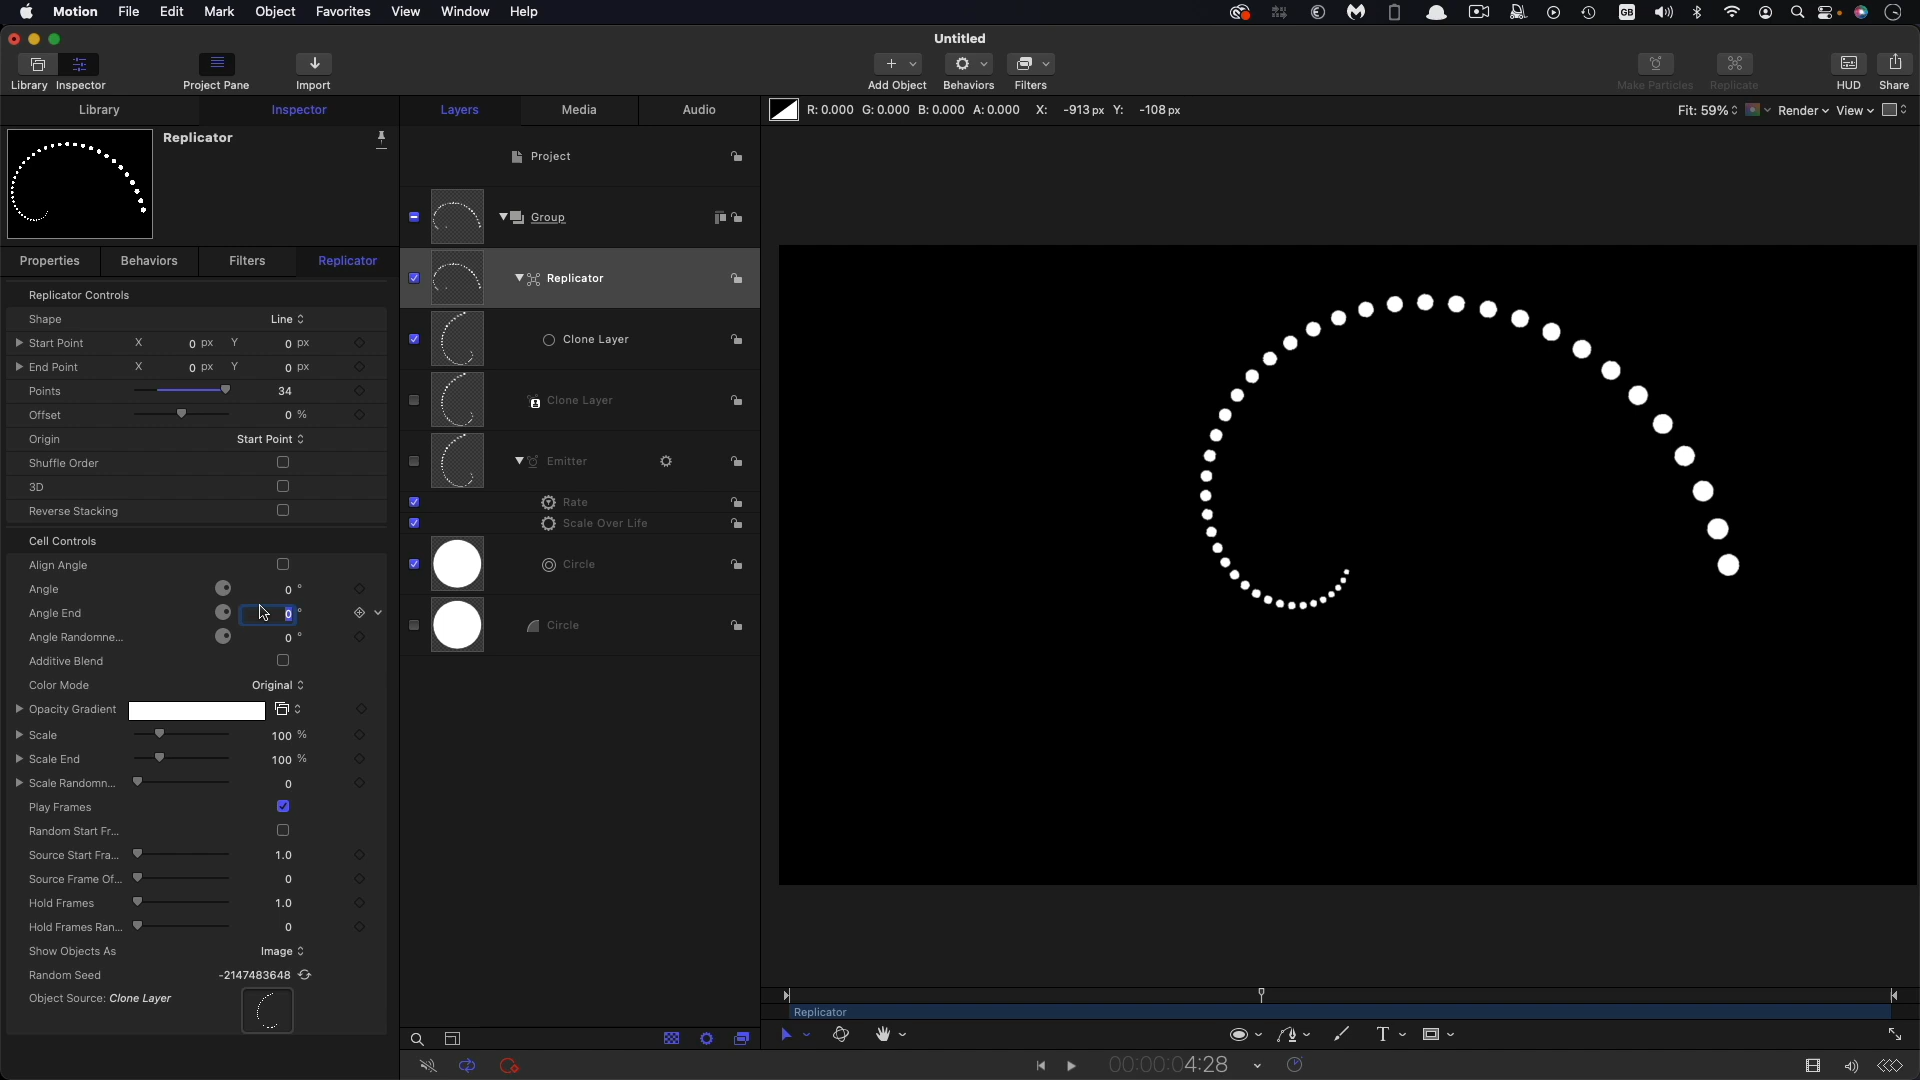 Motion File Edit Mark Object Favorites View Window Help
GB
Untitled
Library Inspector Project Pane Import Add Object Behaviors Filters Make Particles Replicate HUD Share
Library Inspector Layers Media Audio R: 0.000 G: 0.000 B: 0.000 A: 0.000 X: -913 px Y: -108 px Fit: 59% Render View
Replicator
Properties Behaviors Filters Replicator
Replicator Controls
Shape Line
Start Point X 0 px Y 0 px
End Point X 0 px Y 0 px
Points 34
Offset 0 %
Origin Start Point
Shuffle Order
3D
Reverse Stacking
Cell Controls
Align Angle
Angle 0 °
Angle End 0 °
Angle Randomne... 0 °
Additive Blend
Color Mode Original
Opacity Gradient
Scale 100 %
Scale End 100 %
Scale Randomn... 0
Play Frames
Random Start Fr...
Source Start Fra... 1.0
Source Frame Of... 0
Hold Frames 1.0
Hold Frames Ran... 0
Show Objects As Image
Random Seed -2147483648
Object Source: Clone Layer
Project
Group
Replicator
Clone Layer
Clone Layer
Emitter
Rate
Scale Over Life
Circle
Circle
Replicator
T
00:00:04:28